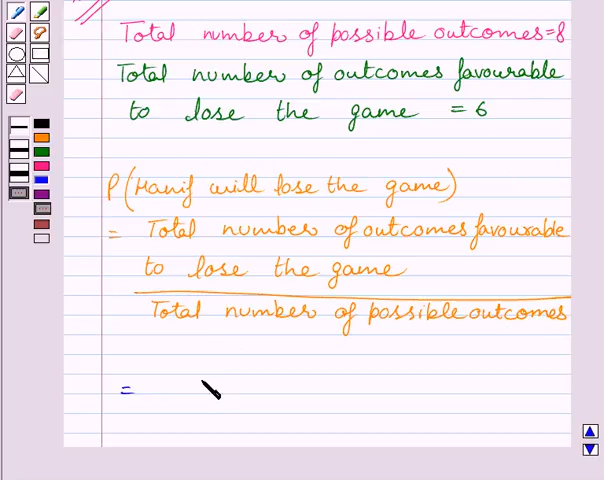 Total number of possible outcomes=8
Total number of outcomes favourable
to lose the game = 6
P(Hanif will lose the game)
= Total number of outcomes favourable
to lose the game
Total number of possible outcomes
=